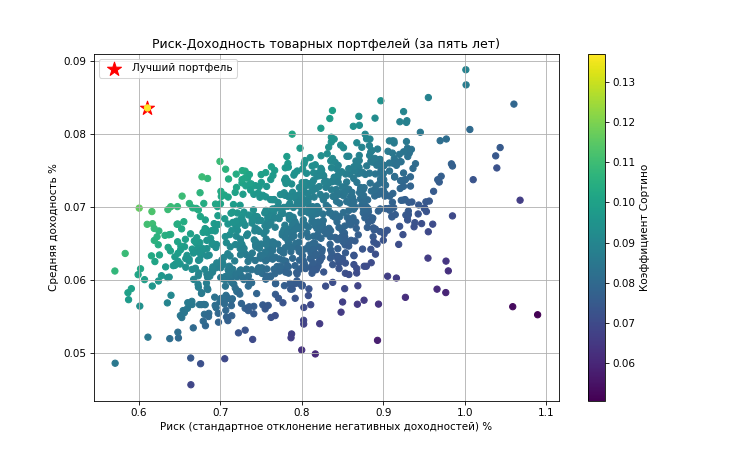 Риск-Доходность товарных портфелей (за пять лет)
Лучший портфель
Средняя доходность %
0.09
0.08
0.07
0.06
0.05
0.6 0.7 0.8 0.9 1.0 1.1
Риск (стандартное отклонение негативных доходностей) %
0.13
0.12
0.11
0.10
0.09
0.08
0.07
0.06
Коэффициент Сортино